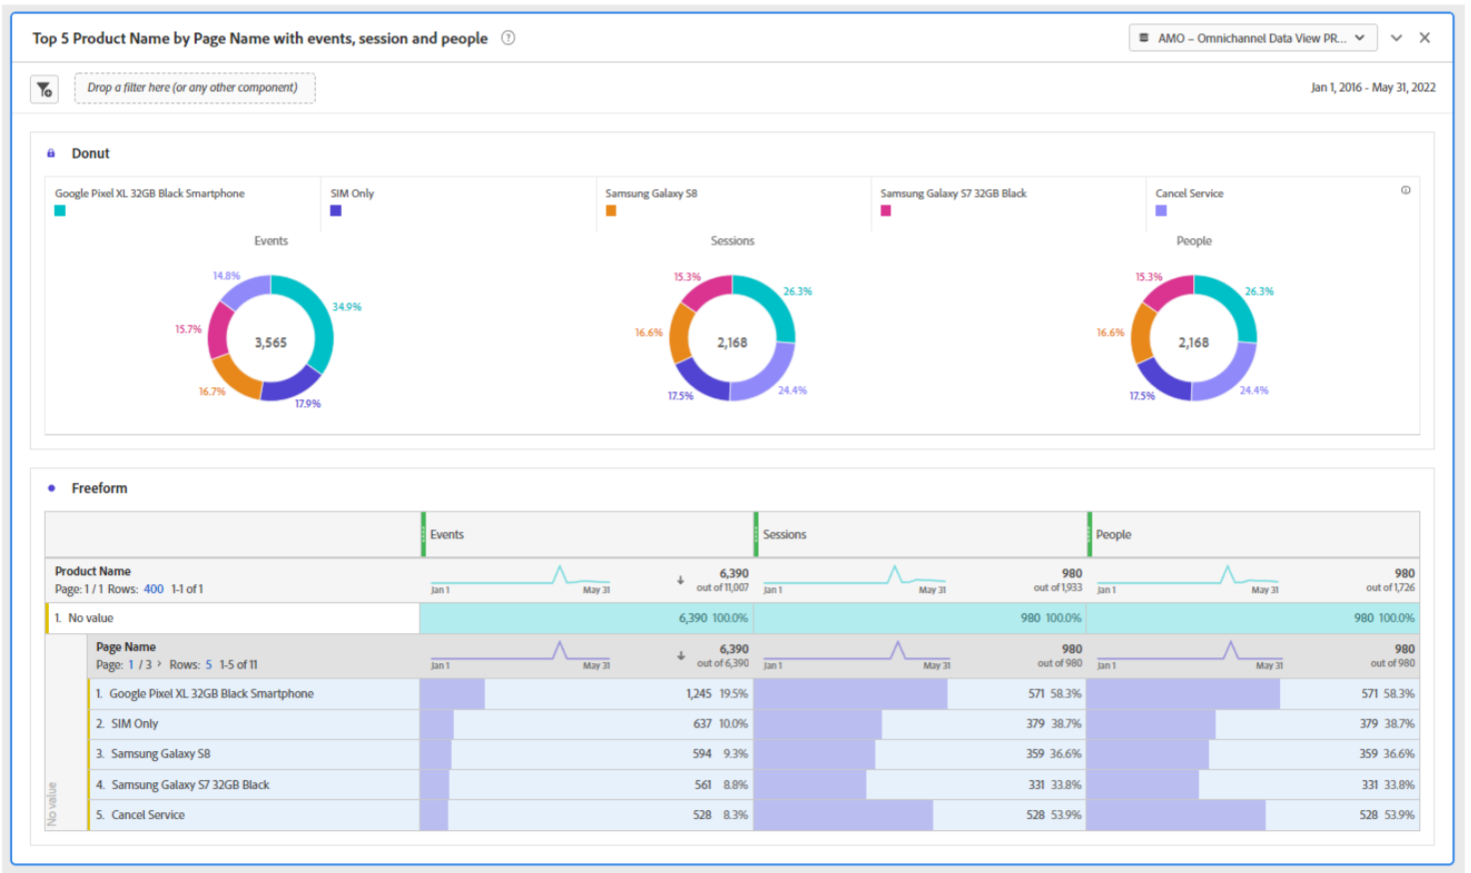 Top 5 Product Name by Page Name with events, session and people
AMO – Omnichannel Data View PR...
Drop a filter here (or any other component)
Jan 1, 2016 - May 31, 2022
Donut
Google Pixel XL 32GB Black Smartphone
SIM Only
Samsung Galaxy S8
Samsung Galaxy S7 32GB Black
Cancel Service
Events
14.8%
34.9%
15.7%
3,565
16.7%
17.9%
Sessions
15.3%
26.3%
16.6%
2,168
17.5%
24.4%
People
15.3%
26.3%
16.6%
2,168
17.5%
24.4%
Freeform
Events
Sessions
People
Product Name
Page: 1 / 1 Rows: 400 1-1 of 1
Jan 1 May 31
6,390
out of 11,007
Jan 1 May 31
980
out of 1,933
Jan 1 May 31
980
out of 1,726
1. No value 6,390 100.0% 980 100.0% 980 100.0%
Page Name
Page: 1 / 3 > Rows: 5 1-5 of 11
Jan 1 May 31
6,390
out of 6,390
Jan 1 May 31
980
out of 980
Jan 1 May 31
980
out of 980
No value
1. Google Pixel XL 32GB Black Smartphone 1,245 19.5% 571 58.3% 571 58.3%
2. SIM Only 637 10.0% 379 38.7% 379 38.7%
3. Samsung Galaxy S8 594 9.3% 359 36.6% 359 36.6%
4. Samsung Galaxy S7 32GB Black 561 8.8% 331 33.8% 331 33.8%
5. Cancel Service 528 8.3% 528 53.9% 528 53.9%